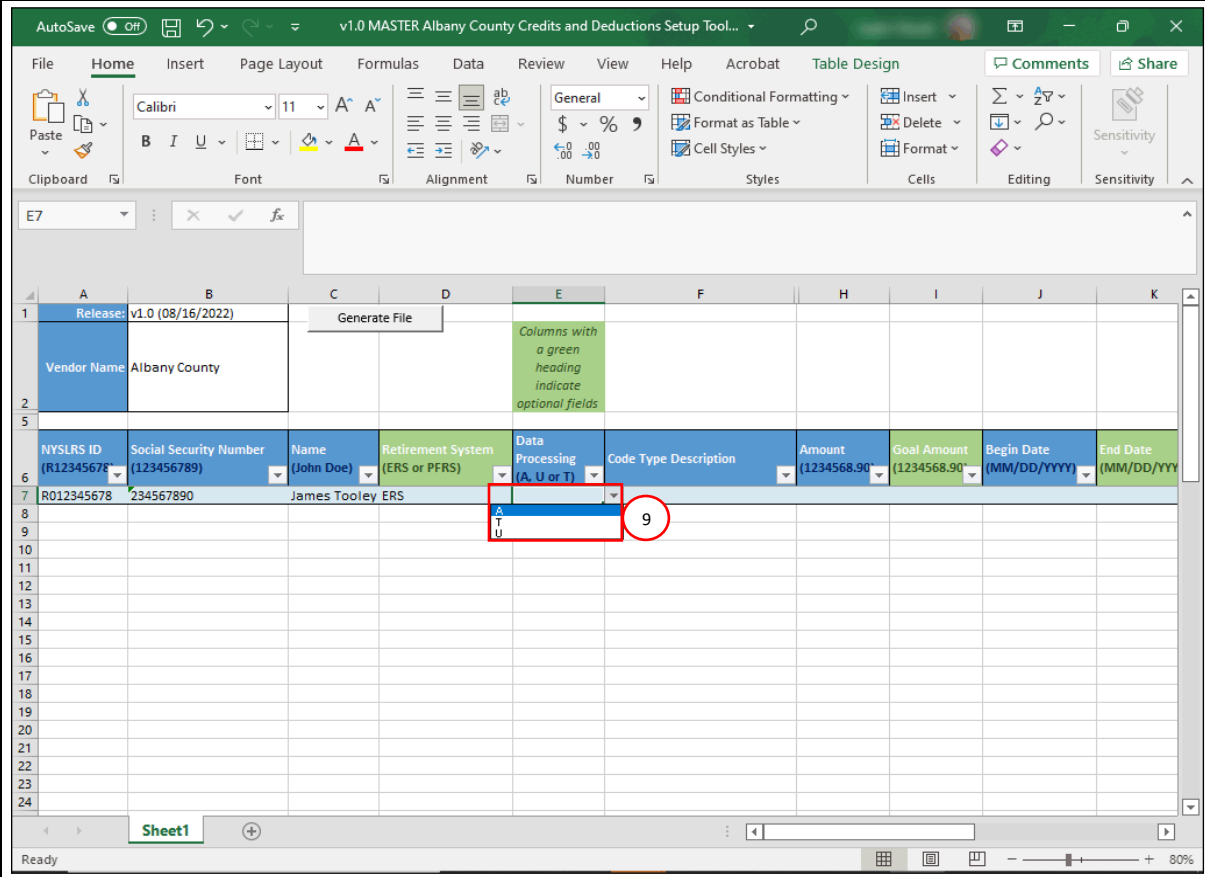 AutoSave Off v1.0 MASTER Albany County Credits and Deductions Setup Tool...
File Home Insert Page Layout Formulas Data Review View Help Acrobat Table Design Comments Share
Calibri 11 A A ab General Conditional Formatting Insert
Paste B I U A $ % Format as Table Delete Sensitivity
.00 .00 Cell Styles Format
Clipboard Font Alignment Number Styles Cells Editing Sensitivity
E7 fx
A B C D E F H I J K
1 Release: v1.0 (08/16/2022) Generate File
Columns with
a green
Vendor Name Albany County heading
indicate
2 optional fields
5
NYSLRS ID Social Security Number Name Retirement System Data Processing Code Type Description Amount Goal Amount Begin Date End Date
6 (R12345678 (123456789) (John Doe) (ERS or PFRS) (A, U or T) (1234568.90 (1234568.90 (MM/DD/YYYY) (MM/DD/YYY
7 R012345678 234567890 James Tooley ERS
8 A
T 9
9 U
10
11
12
13
14
15
16
17
18
19
20
21
22
23
24
Sheet1
Ready 80%